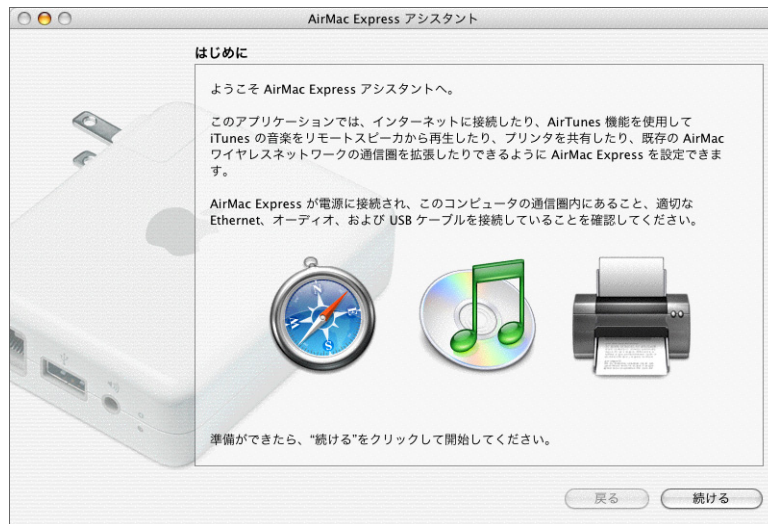 AirMac Express アシスタント
はじめに
ようこそ AirMac Express アシスタントへ。
このアプリケーションでは、インターネットに接続したり、AirTunes 機能を使用して
iTunes の音楽をリモートスピーカから再生したり、プリンタを共有したり、既存の AirMac
ワイヤレスネットワークの通信圏を拡張したりできるように AirMac Express を設定できま
す。
AirMac Express が電源に接続され、このコンピュータの通信圏内にあること、適切な
Ethernet、オーディオ、および USB ケーブルを接続していることを確認してください。
N
E
W
S
準備ができたら、“続ける”をクリックして開始してください。
戻る
続ける